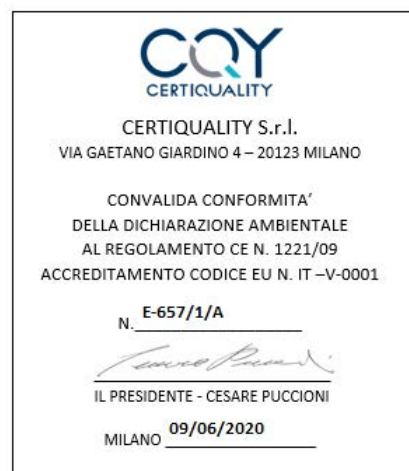 CQY
CERTIQUALITY
CERTIQUALITY S.r.l.
VIA GAETANO GIARDINO 4 – 20123 MILANO
CONVALIDA CONFORMITA'
DELLA DICHIARAZIONE AMBIENTALE
AL REGOLAMENTO CE N. 1221/09
ACCREDITAMENTO CODICE EU N. IT –V-0001
N. E-657/1/A
IL PRESIDENTE - CESARE PUCCIONI
MILANO 09/06/2020